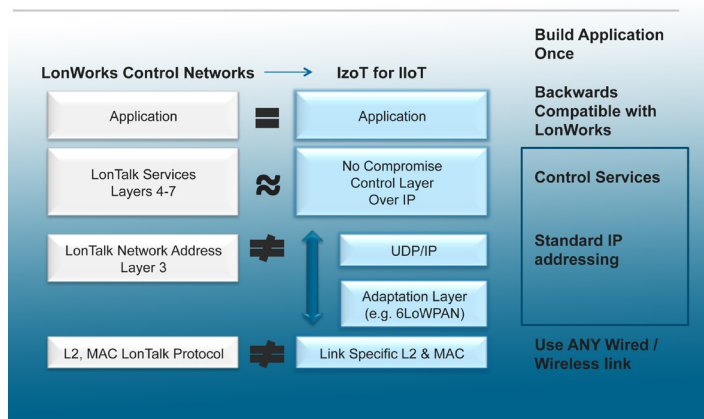 Build Application
Once
LonWorks Control Networks
IzoT for IIoT
Backwards
Compatible with
LonWorks
Application
=
Application
LonTalk Services
Layers 4-7
≈
No Compromise
Control Layer
Over IP
Control Services
LonTalk Network Address
Layer 3
≠
UDP/IP
Standard IP
addressing
Adaptation Layer
(e.g. 6LoWPAN)
L2, MAC LonTalk Protocol
≠
Link Specific L2 & MAC
Use ANY Wired /
Wireless link